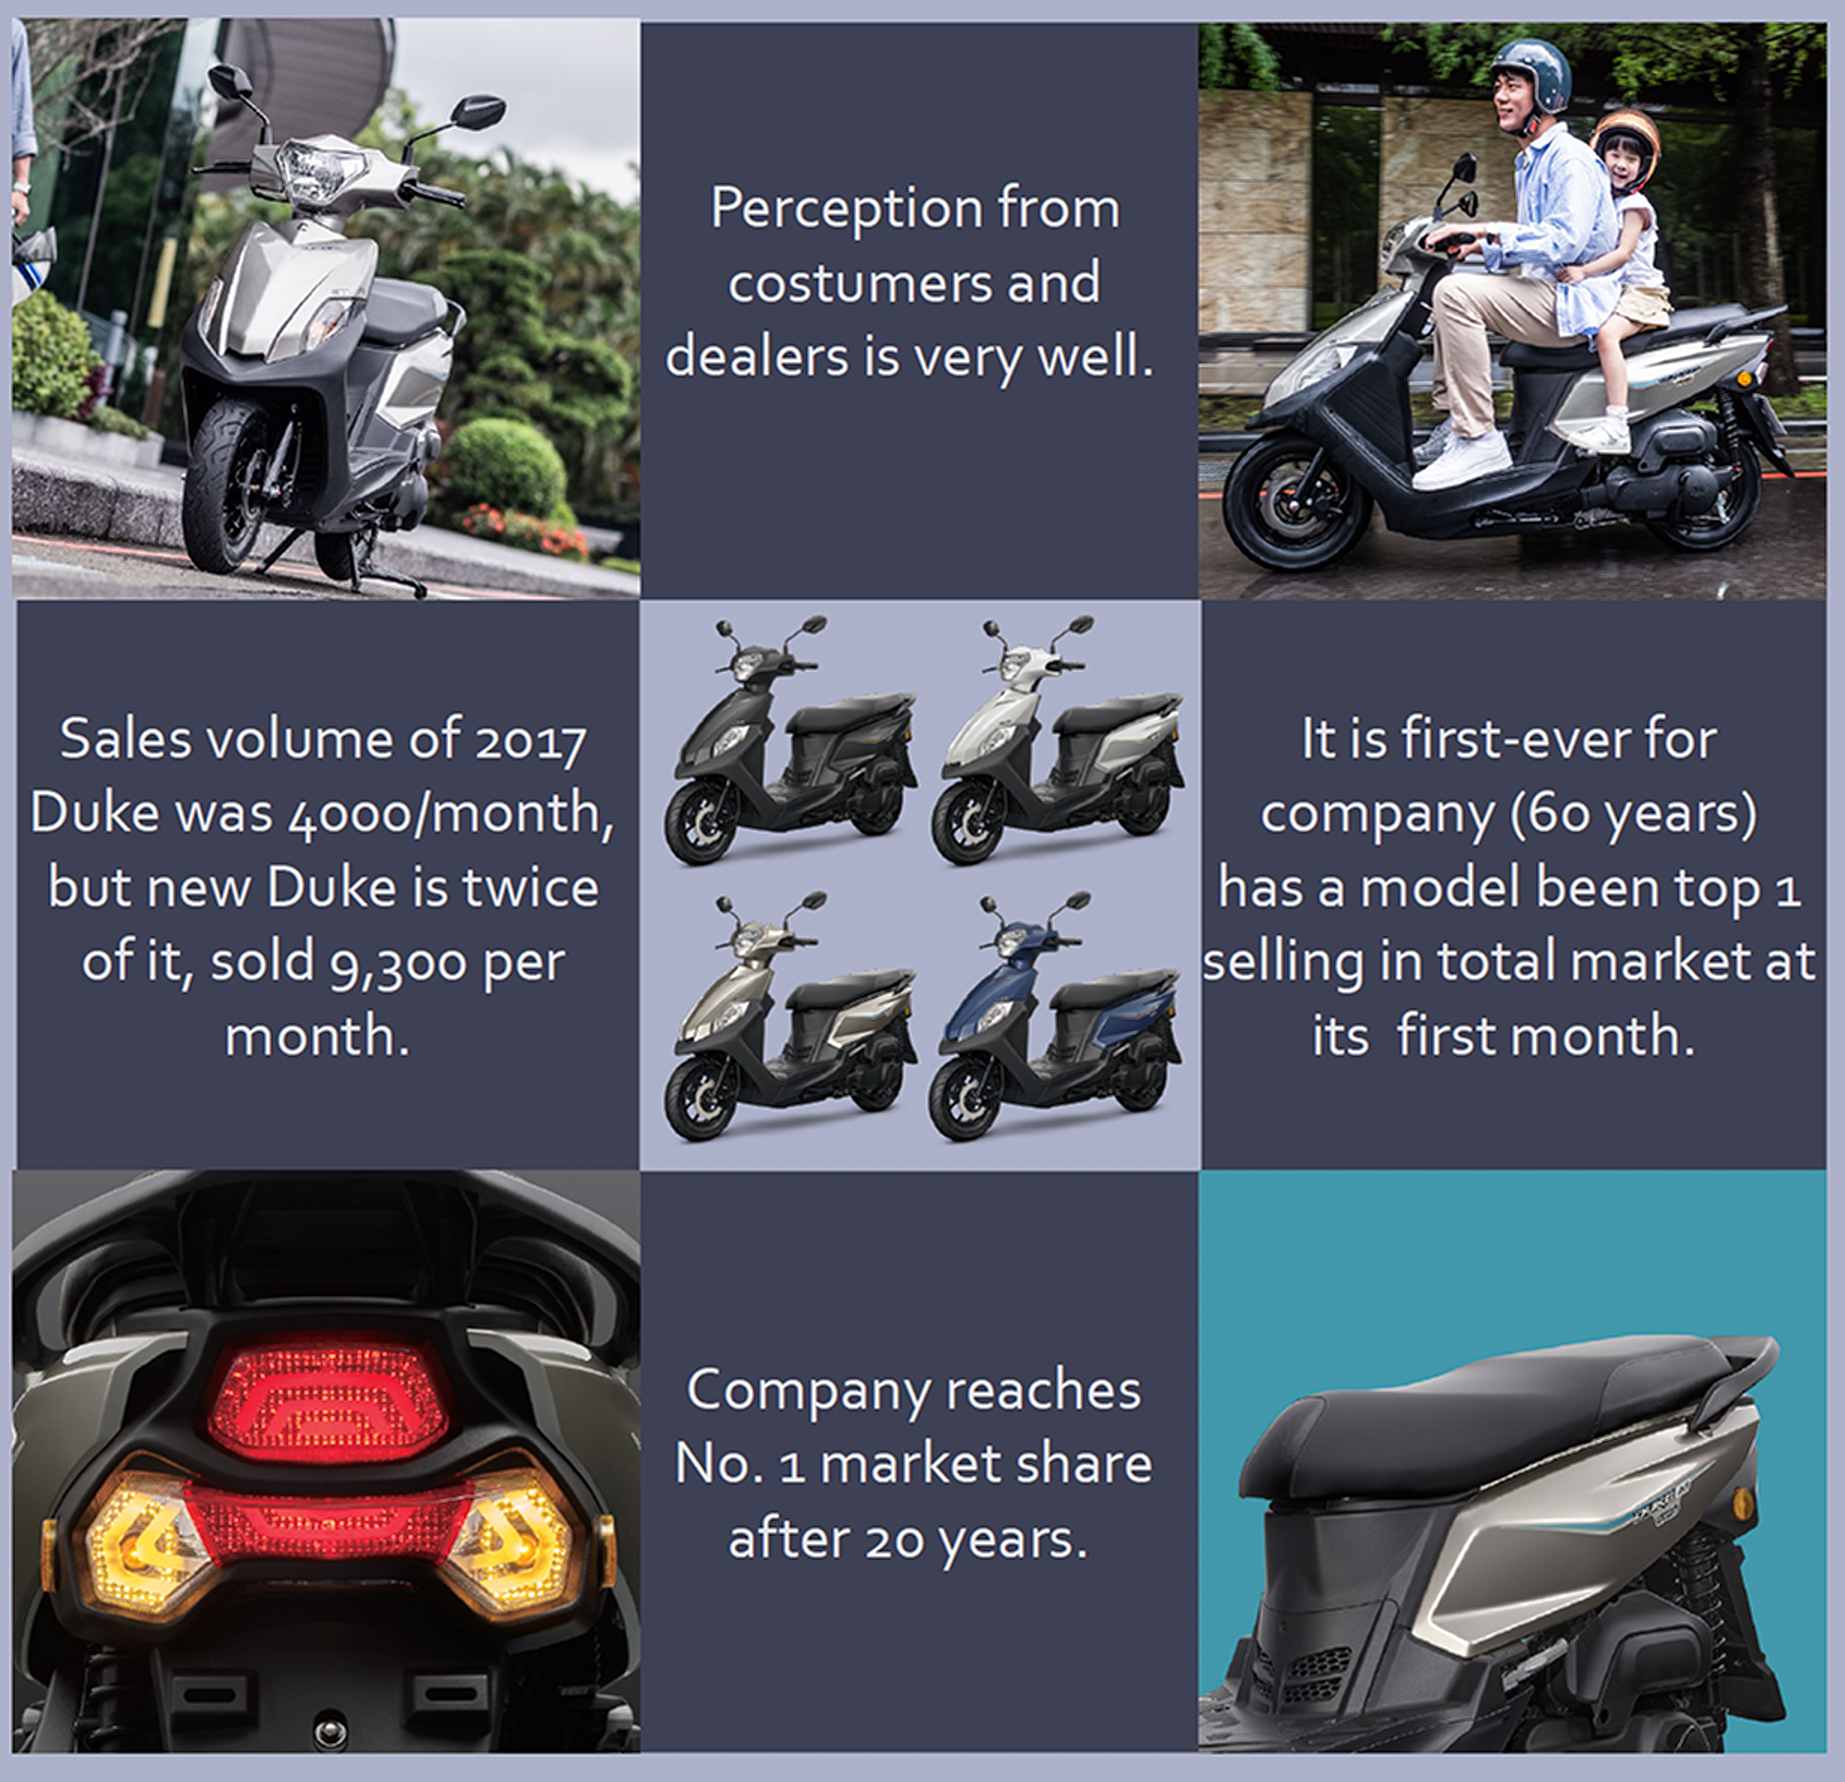 Perception from
costumers and
dealers is very well.
Sales volume of 2017
Duke was 4000/month,
but new Duke is twice
of it, sold 9,300 per
month.
It is first-ever for
company (60 years)
has a model been top 1
selling in total market at
its  first month.
Company reaches
No. 1 market share
after 20 years.